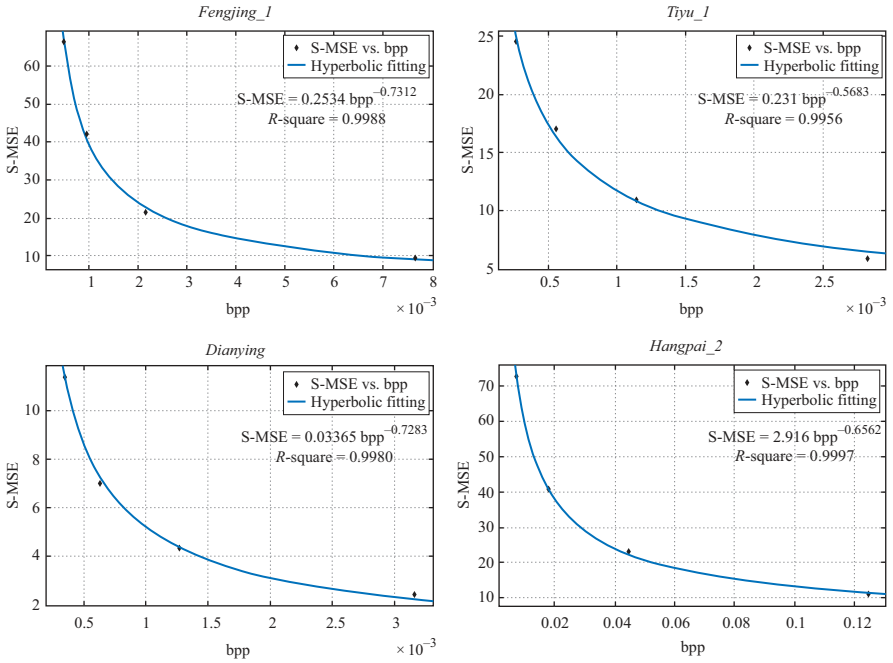 Fengjing_1
S-MSE vs. bpp
Hyperbolic fitting
S-MSE = 0.2534 bpp^−0.7312
R-square = 0.9988
S-MSE
60
50
40
30
20
10
1 2 3 4 5 6 7 8
bpp
× 10^−3
Tiyu_1
S-MSE vs. bpp
Hyperbolic fitting
S-MSE = 0.231 bpp^−0.5683
R-square = 0.9956
S-MSE
25
20
15
10
5
0.5 1 1.5 2 2.5
bpp
× 10^−3
Dianying
S-MSE vs. bpp
Hyperbolic fitting
S-MSE = 0.03365 bpp^−0.7283
R-square = 0.9980
S-MSE
10
8
6
4
2
0.5 1 1.5 2 2.5 3
bpp
× 10^−3
Hangpai_2
S-MSE vs. bpp
Hyperbolic fitting
S-MSE = 2.916 bpp^−0.6562
R-square = 0.9997
S-MSE
70
60
50
40
30
20
10
0.02 0.04 0.06 0.08 0.1 0.12
bpp